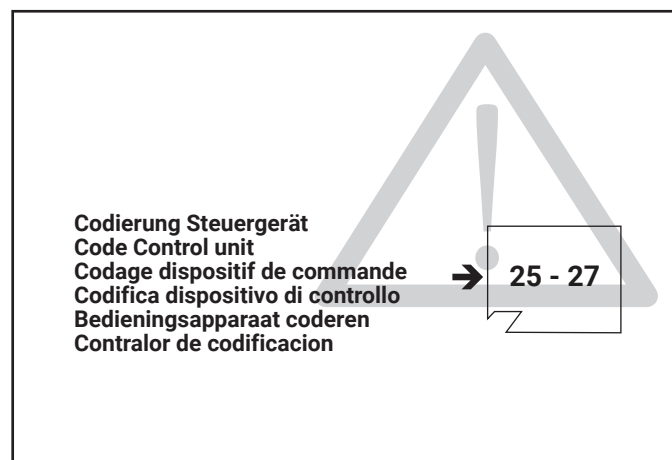 Codierung Steuergerät
Code Control unit
Codage dispositif de commande
Codifica dispositivo di controllo
Bedieningsapparaat coderen
Contralor de codificacion
➔ 25 - 27